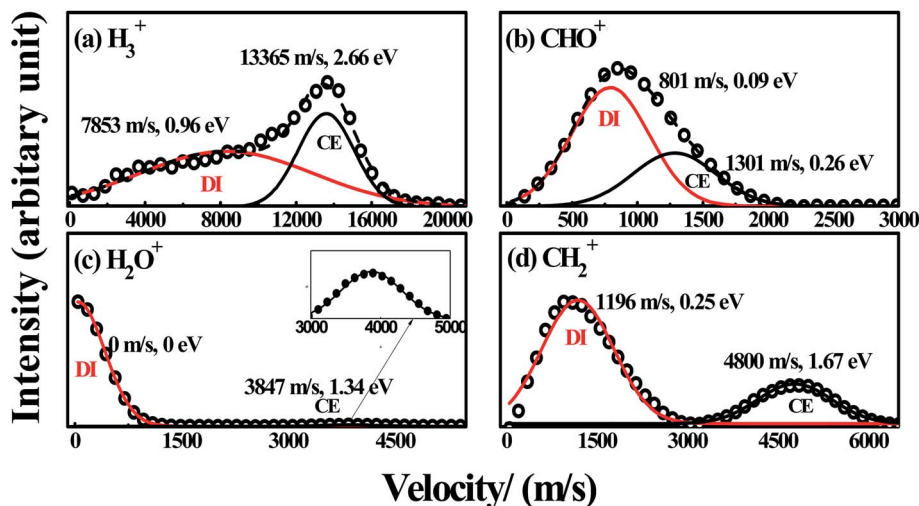 Intensity (arbitary unit)
(a) H₃⁺
13365 m/s, 2.66 eV
7853 m/s, 0.96 eV
CE
DI
0 4000 8000 12000 16000 20000
(b) CHO⁺
801 m/s, 0.09 eV
DI
1301 m/s, 0.26 eV
CE
0 500 1000 1500 2000 2500 3000
(c) H₂O⁺
3000 4000 5000
0 m/s, 0 eV
DI
3847 m/s, 1.34 eV
CE
0 1500 3000 4500
(d) CH₂⁺
1196 m/s, 0.25 eV
DI
4800 m/s, 1.67 eV
CE
0 1500 3000 4500 6000
Velocity/ (m/s)